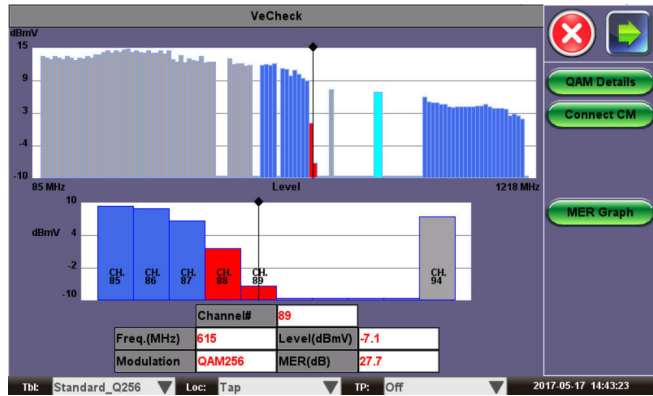 VeCheck
dBmV
15
9
3
-4
-10
85 MHz Level 1218 MHz
10
dBmV 4
-2
-10
CH. 85 CH. 86 CH. 87 CH. 88 CH. 89 CH. 94
Channel# 89
Freq.(MHz) 615 Level(dBmV) -7.1
Modulation QAM256 MER(dB) 27.7
QAM Details
Connect CM
MER Graph
Tbl: Standard_Q256 Loc: Tap TP: Off 2017-05-17 14:43:23